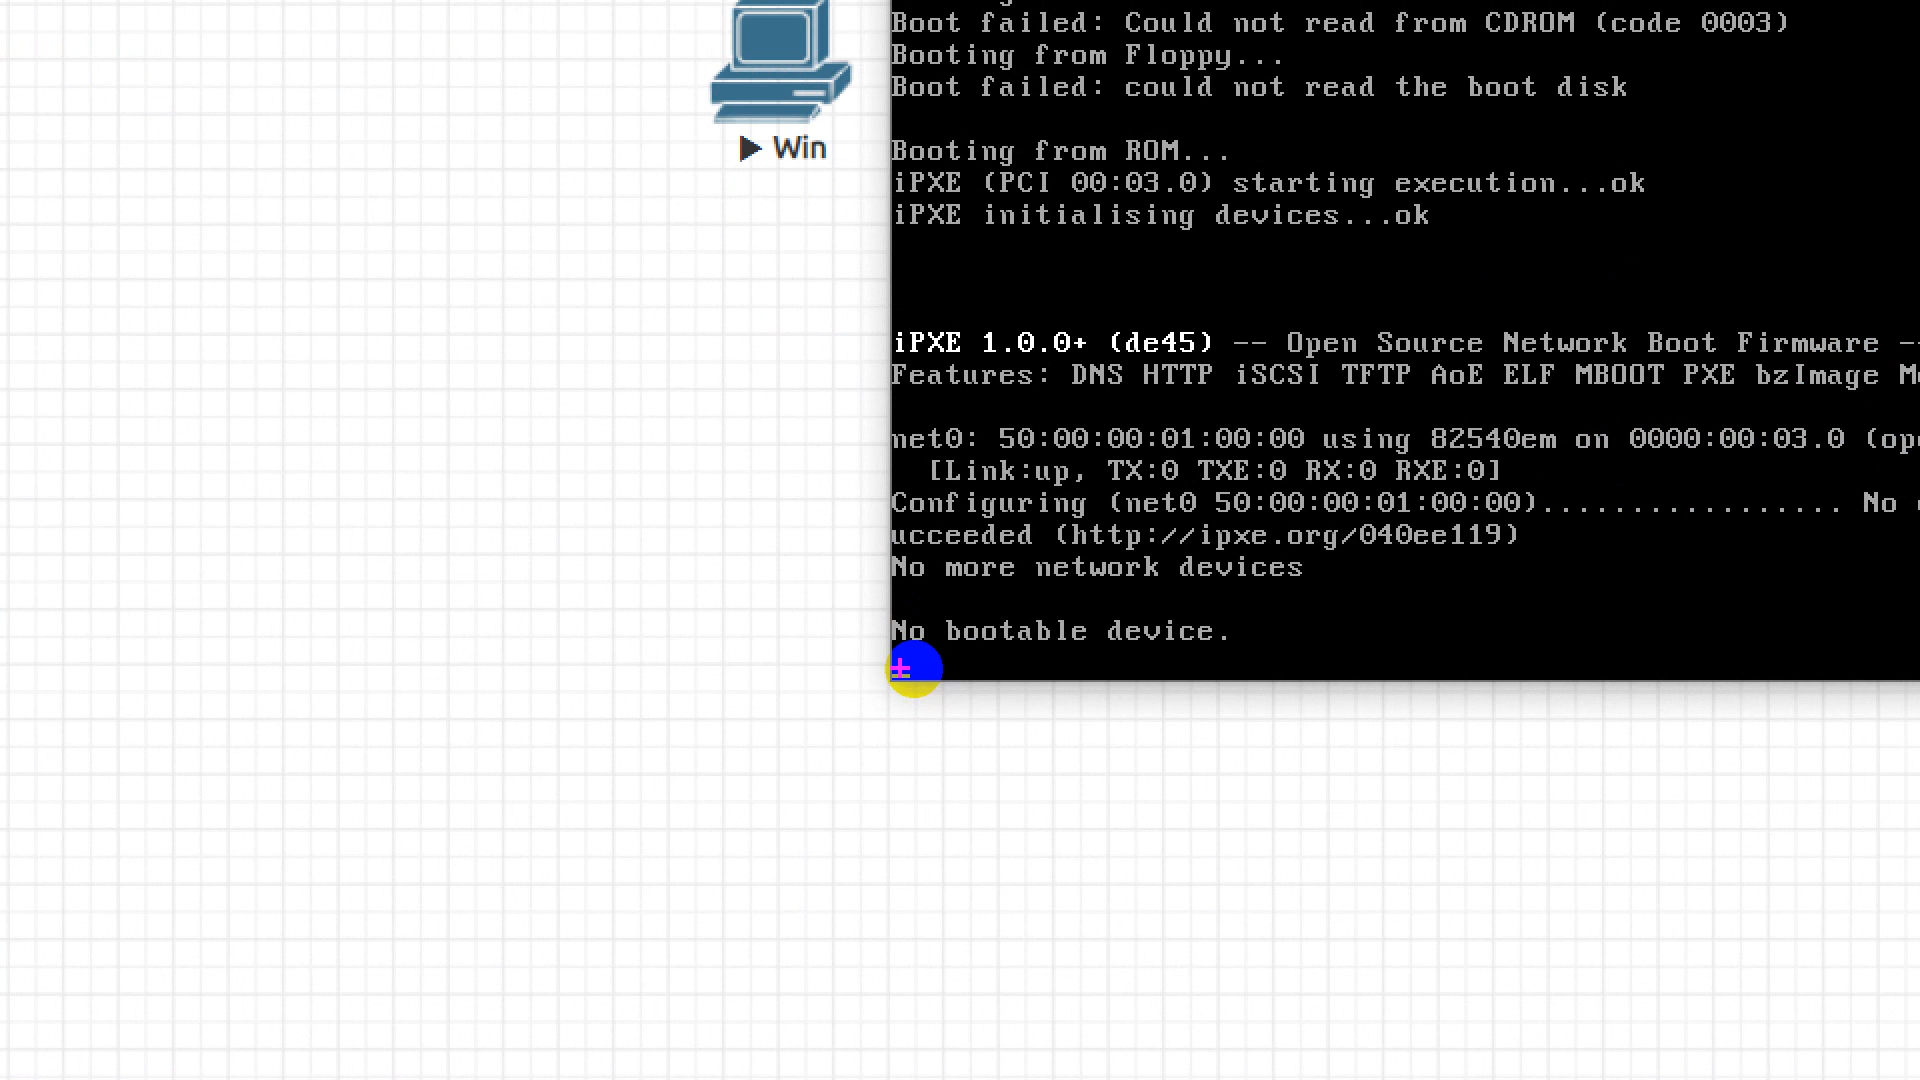 Boot failed: Could not read from CDROM (code 0003)
Booting from Floppy...
Boot failed: could not read the boot disk
Win
Booting from ROM...
iPXE (PCI 00:03.0) starting execution...ok
iPXE initialising devices...ok
iPXE 1.0.0+ (de45) -- Open Source Network Boot Firmware --
Features: DNS HTTP iSCSI TFTP AoE ELF MBOOT PXE bzImage
net0: 50:00:00:01:00:00 using 82540em on 0000:00:03.0
[Link:up, TX:0 TXE:0 RX:0 RXE:0]
Configuring (net0 50:00:00:01:00:00)................. No
ucceeded (http://ipxe.org/040ee119)
No more network devices
No bootable device.